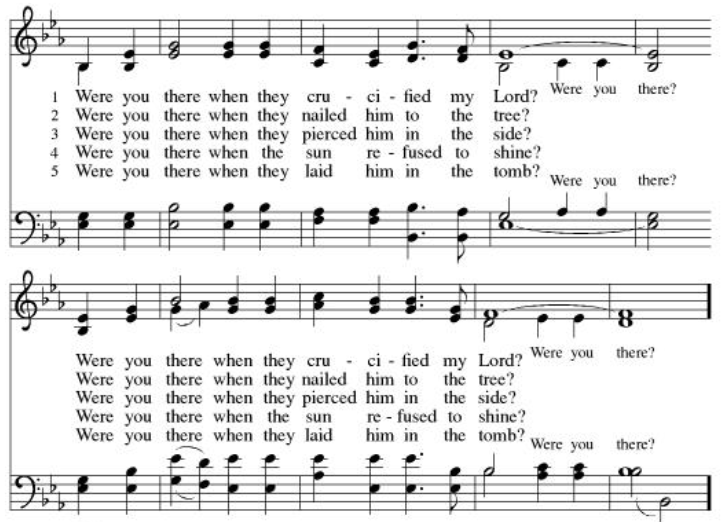 1 Were you there when they cru - ci - fied my Lord? Were you there?
2 Were you there when they nailed him to the tree?
3 Were you there when they pierced him in the side?
4 Were you there when the sun re - fused to shine?
5 Were you there when they laid him in the tomb? Were you there?
Were you there when they cru - ci - fied my Lord? Were you there?
Were you there when they nailed him to the tree?
Were you there when they pierced him in the side?
Were you there when the sun re - fused to shine?
Were you there when they laid him in the tomb? Were you there?